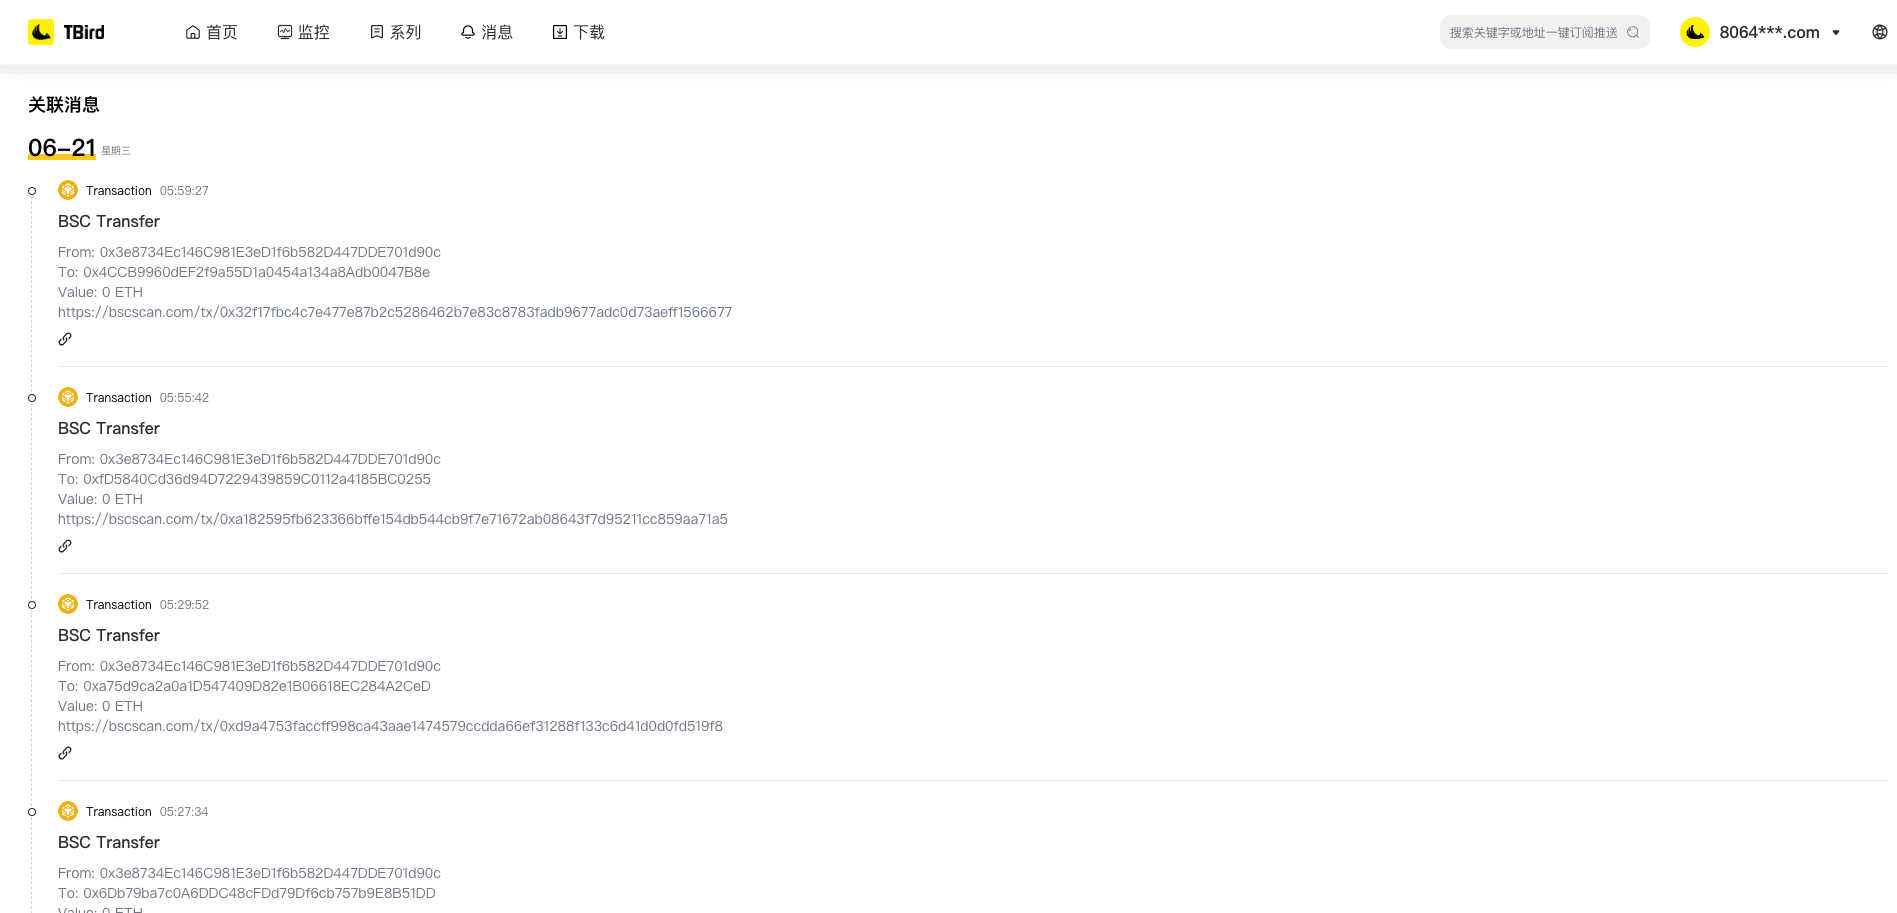 TBird
首页
监控
系列
消息
下载
搜索关键字或地址一键订阅推送
8064***.com
关联消息
06-21 星期三
Transaction 05:59:27
BSC Transfer
From: 0x3e8734Ec146C981E3eD1f6b582D447DDE701d90c
To: 0x4CCB9960dEF2f9a55D1a0454a134a8Adb0047B8e
Value: 0 ETH
https://bscscan.com/tx/0x32f17fbc4c7e477e87b2c5286462b7e83c8783fadb9677adc0d73aeff1566677
Transaction 05:55:42
BSC Transfer
From: 0x3e8734Ec146C981E3eD1f6b582D447DDE701d90c
To: 0xfD5840Cd36d94D7229439859C0112a4185BC0255
Value: 0 ETH
https://bscscan.com/tx/0xa182595fb623366bffe154db544cb9f7e71672ab08643f7d95211cc859aa71a5
Transaction 05:29:52
BSC Transfer
From: 0x3e8734Ec146C981E3eD1f6b582D447DDE701d90c
To: 0xa75d9ca2a0a1D547409D82e1B06618EC284A2CeD
Value: 0 ETH
https://bscscan.com/tx/0xd9a4753faccff998ca43aae1474579ccdda66ef31288f133c6d41d0d0fd519f8
Transaction 05:27:34
BSC Transfer
From: 0x3e8734Ec146C981E3eD1f6b582D447DDE701d90c
To: 0x6Db79ba7c0A6DDC48cFDd79Df6cb757b9E8B51DD
Value: 0 ETH